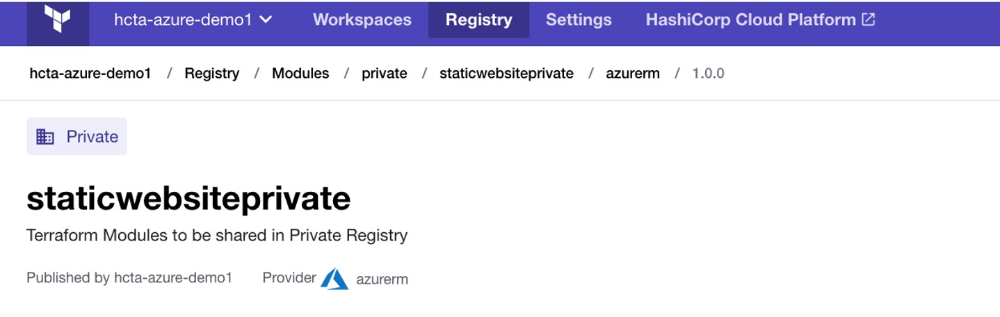 hcta-azure-demo1 Workspaces Registry Settings HashiCorp Cloud Platform
hcta-azure-demo1 / Registry / Modules / private / staticwebsiteprivate / azurerm / 1.0.0
Private
staticwebsiteprivate
Terraform Modules to be shared in Private Registry
Published by hcta-azure-demo1 Provider azurerm